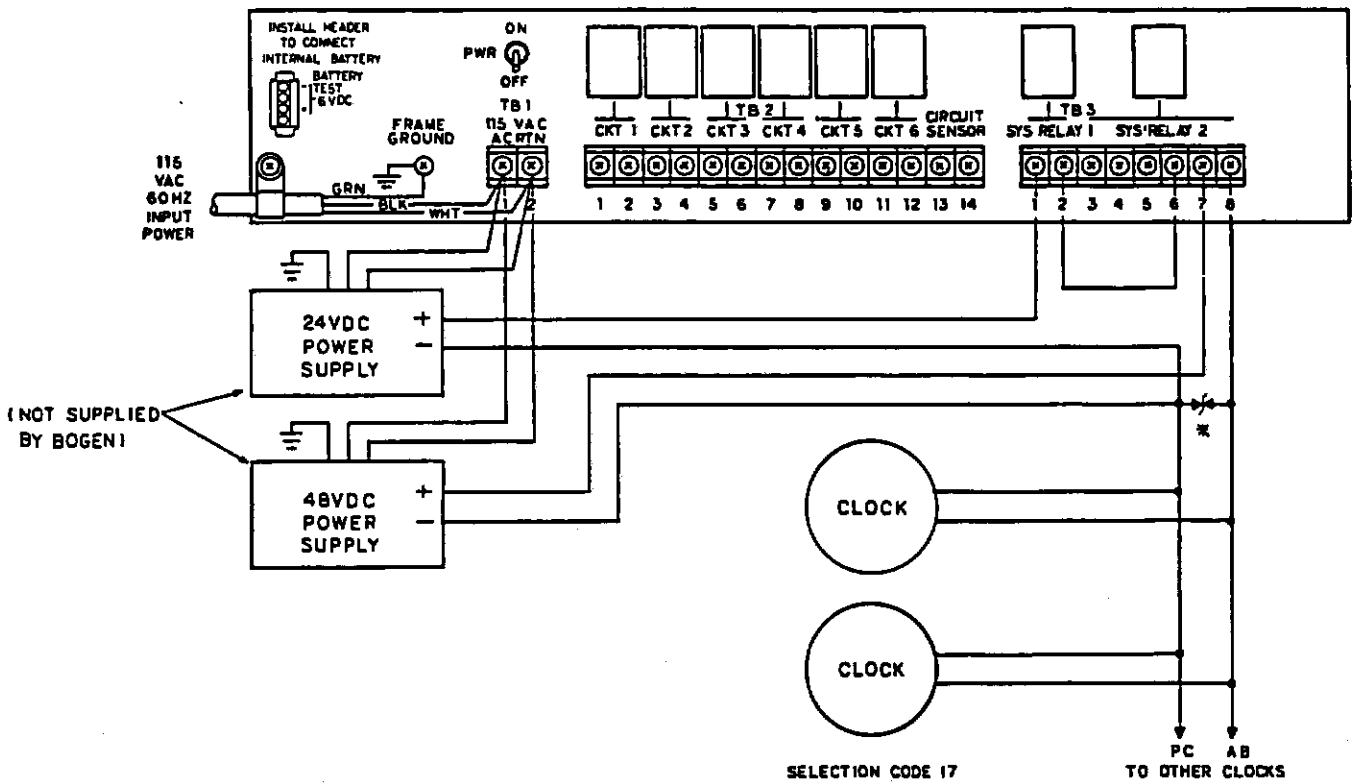 INSTALL HEADER
TO CONNECT
INTERNAL BATTERY
BATTERY
TEST
6VDC
ON
PWR
OFF
TB1
115 VAC
AC RTN
FRAME
GROUND
TB2
CKT 1 CKT 2 CKT 3 CKT 4 CKT 5 CKT 6
CIRCUIT
SENSOR
TB3
SYS RELAY 1 SYS RELAY 2
115
VAC
60HZ
INPUT
POWER
GRN
BLK
WHT
1 2
1 2 3 4 5 6 7 8 9 10 11 12 13 14
1 2 3 4 5 6 7 8
24VDC
POWER
SUPPLY
+
-
(NOT SUPPLIED
BY BOGEN)
48VDC
POWER
SUPPLY
+
-
*
CLOCK
CLOCK
PC AB
TO OTHER CLOCKS
SELECTION CODE 17